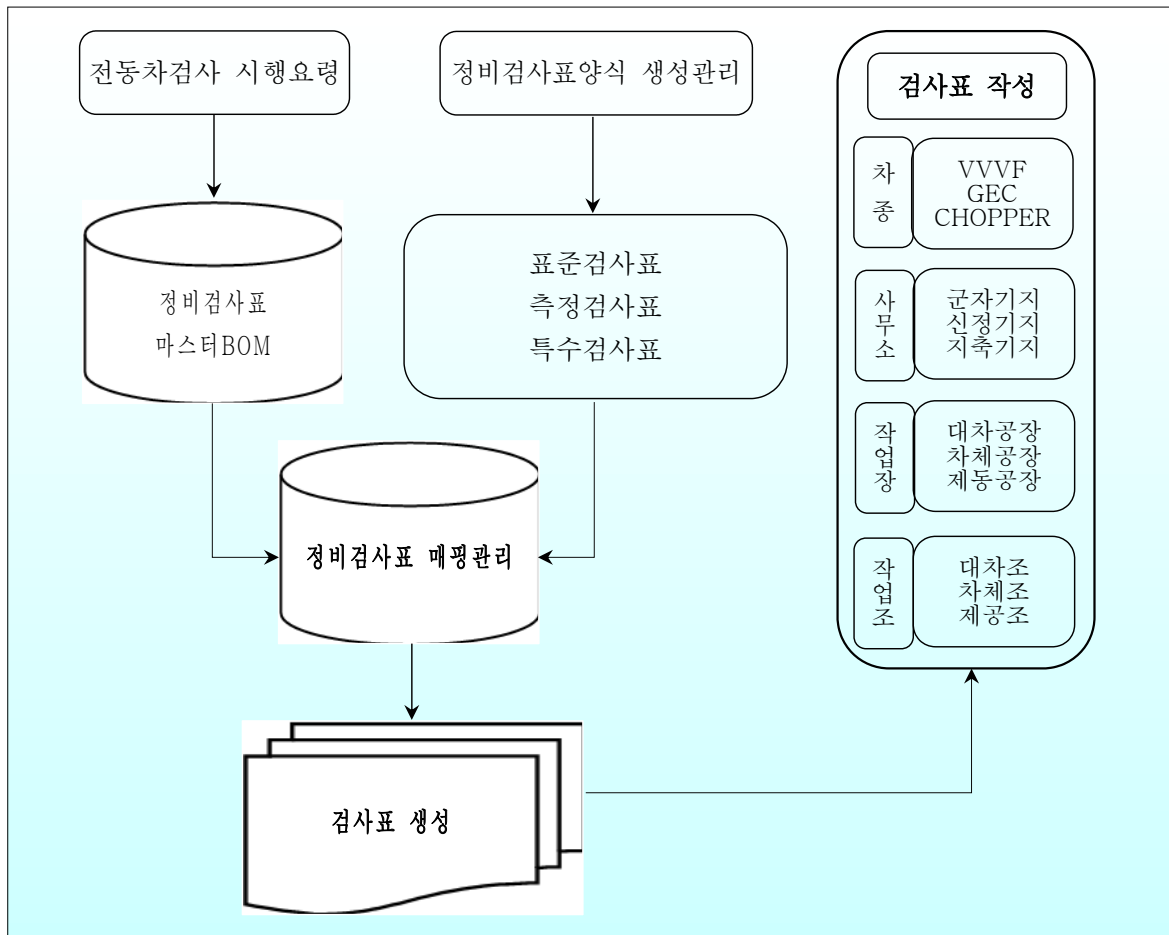 전동차검사 시행요령
정비검사표양식 생성관리
정비검사표
마스터BOM
표준검사표
측정검사표
특수검사표
정비검사표 매핑관리
검사표 생성
검사표 작성
차
종
VVVF
GEC
CHOPPER
사
무
소
군자기지
신정기지
지축기지
작
업
장
대차공장
차체공장
제동공장
작
업
조
대차조
차체조
제공조